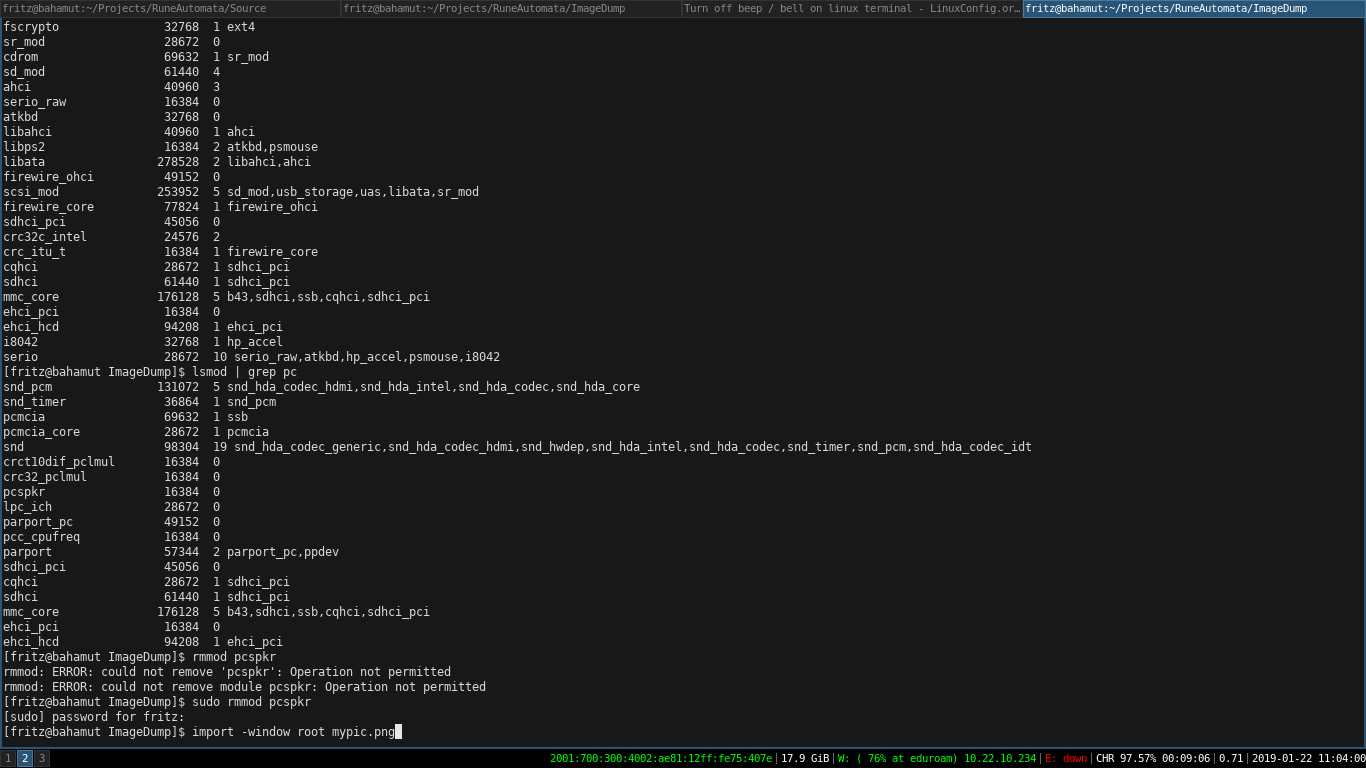 fritz@bahamut:~/Projects/RuneAutomata/Source
fritz@bahamut:~/Projects/RuneAutomata/ImageDump
Turn off beep / bell on linux terminal - LinuxConfig.or…
fritz@bahamut:~/Projects/RuneAutomata/ImageDump
fscrypto 32768 1 ext4
sr_mod 28672 0
cdrom 69632 1 sr_mod
sd_mod 61440 4
ahci 40960 3
serio_raw 16384 0
atkbd 32768 0
libahci 40960 1 ahci
libps2 16384 2 atkbd,psmouse
libata 278528 2 libahci,ahci
firewire_ohci 49152 0
scsi_mod 253952 5 sd_mod,usb_storage,uas,libata,sr_mod
firewire_core 77824 1 firewire_ohci
sdhci_pci 45056 0
crc32c_intel 24576 2
crc_itu_t 16384 1 firewire_core
cqhci 28672 1 sdhci_pci
sdhci 61440 1 sdhci_pci
mmc_core 176128 5 b43,sdhci,ssb,cqhci,sdhci_pci
ehci_pci 16384 0
ehci_hcd 94208 1 ehci_pci
i8042 32768 1 hp_accel
serio 28672 10 serio_raw,atkbd,hp_accel,psmouse,i8042
[fritz@bahamut ImageDump]$ lsmod | grep pc
snd_pcm 131072 5 snd_hda_codec_hdmi,snd_hda_intel,snd_hda_codec,snd_hda_core
snd_timer 36864 1 snd_pcm
pcmcia 69632 1 ssb
pcmcia_core 28672 1 pcmcia
snd 98304 19 snd_hda_codec_generic,snd_hda_codec_hdmi,snd_hwdep,snd_hda_intel,snd_hda_codec,snd_timer,snd_pcm,snd_hda_codec_idt
crct10dif_pclmul 16384 0
crc32_pclmul 16384 0
pcspkr 16384 0
lpc_ich 28672 0
parport_pc 49152 0
pcc_cpufreq 16384 0
parport 57344 2 parport_pc,ppdev
sdhci_pci 45056 0
cqhci 28672 1 sdhci_pci
sdhci 61440 1 sdhci_pci
mmc_core 176128 5 b43,sdhci,ssb,cqhci,sdhci_pci
ehci_pci 16384 0
ehci_hcd 94208 1 ehci_pci
[fritz@bahamut ImageDump]$ rmmod pcspkr
rmmod: ERROR: could not remove 'pcspkr': Operation not permitted
rmmod: ERROR: could not remove module pcspkr: Operation not permitted
[fritz@bahamut ImageDump]$ sudo rmmod pcspkr
[sudo] password for fritz:
[fritz@bahamut ImageDump]$ import -window root mypic.png
1 2 3
2001:700:300:4002:ae81:12ff:fe75:407e|17.9 GiB|W: ( 76% at eduroam) 10.22.10.234|E: down|CHR 97.57% 00:09:06|0.71|2019-01-22 11:04:00